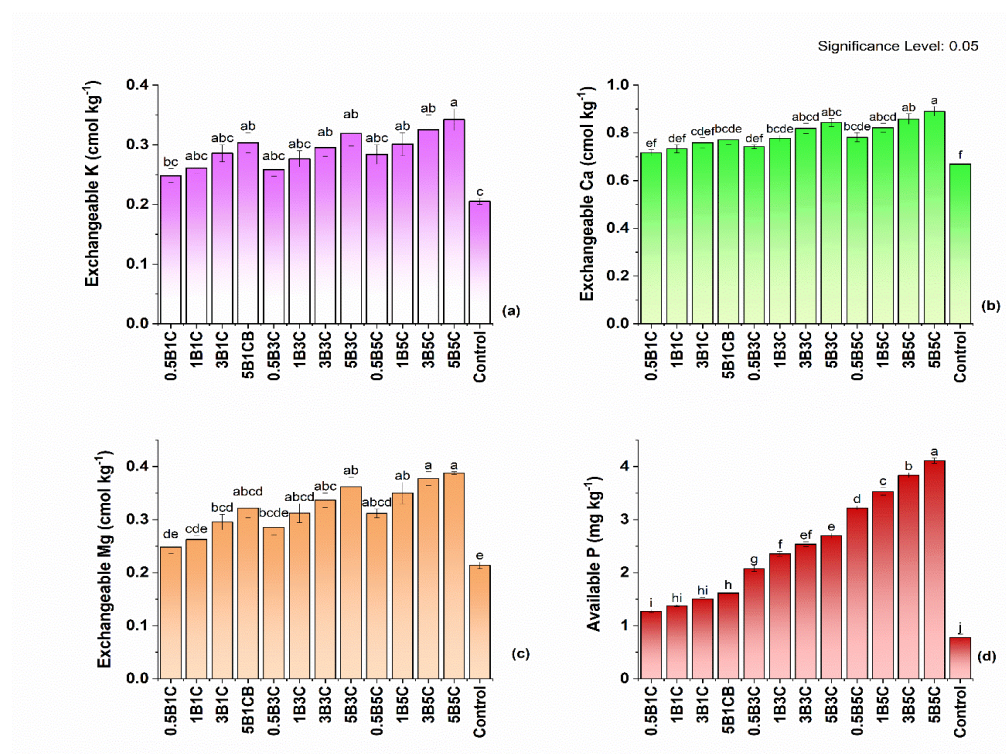 Significance Level: 0.05
Exchangeable K (cmol kg⁻¹)
0.4
0.3
0.2
0.1
0.0
bc abc abc ab abc abc ab ab abc ab ab a c
0.5B1C 1B1C 3B1C 5B1CB 0.5B3C 1B3C 3B3C 5B3C 0.5B5C 1B5C 3B5C 5B5C Control
(a)
Exchangeable Ca (cmol kg⁻¹)
1.0
0.8
0.6
0.4
0.2
0.0
ef def cdef bcde def bcde abcd abc bcde abcd ab a f
0.5B1C 1B1C 3B1C 5B1CB 0.5B3C 1B3C 3B3C 5B3C 0.5B5C 1B5C 3B5C 5B5C Control
(b)
Exchangeable Mg (cmol kg⁻¹)
0.4
0.3
0.2
0.1
0.0
de cde bcd abcd bcde abcd abc ab abcd ab a a e
0.5B1C 1B1C 3B1C 5B1CB 0.5B3C 1B3C 3B3C 5B3C 0.5B5C 1B5C 3B5C 5B5C Control
(c)
Available P (mg kg⁻¹)
4
3
2
1
0
i hi hi h g f ef e d c b a j
0.5B1C 1B1C 3B1C 5B1CB 0.5B3C 1B3C 3B3C 5B3C 0.5B5C 1B5C 3B5C 5B5C Control
(d)